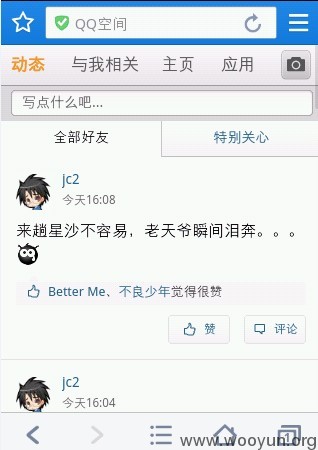 QQ空间
动态 与我相关 主页 应用
写点什么吧...
全部好友 特别关心
jc2
今天16:08
来趟星沙不容易，老天爷瞬间泪奔。。。
Better Me、不良少年觉得很赞
赞 评论
jc2
今天16:04
1
www.wooyun.org